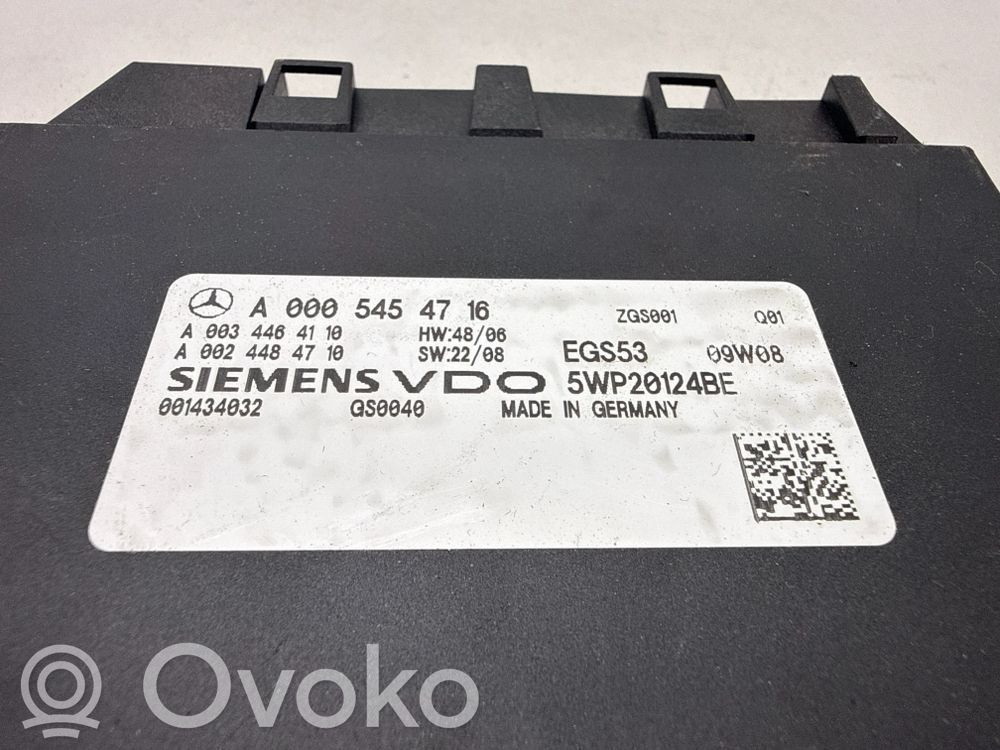 A 000 545 47 16 ZGS001 Q01
A 003 446 41 10 HW:48/06
A 002 448 47 10 SW:22/08 EGS53 09W08
SIEMENS VDO 5WP20124BE
001434032 GS0040 MADE IN GERMANY
Ovoko